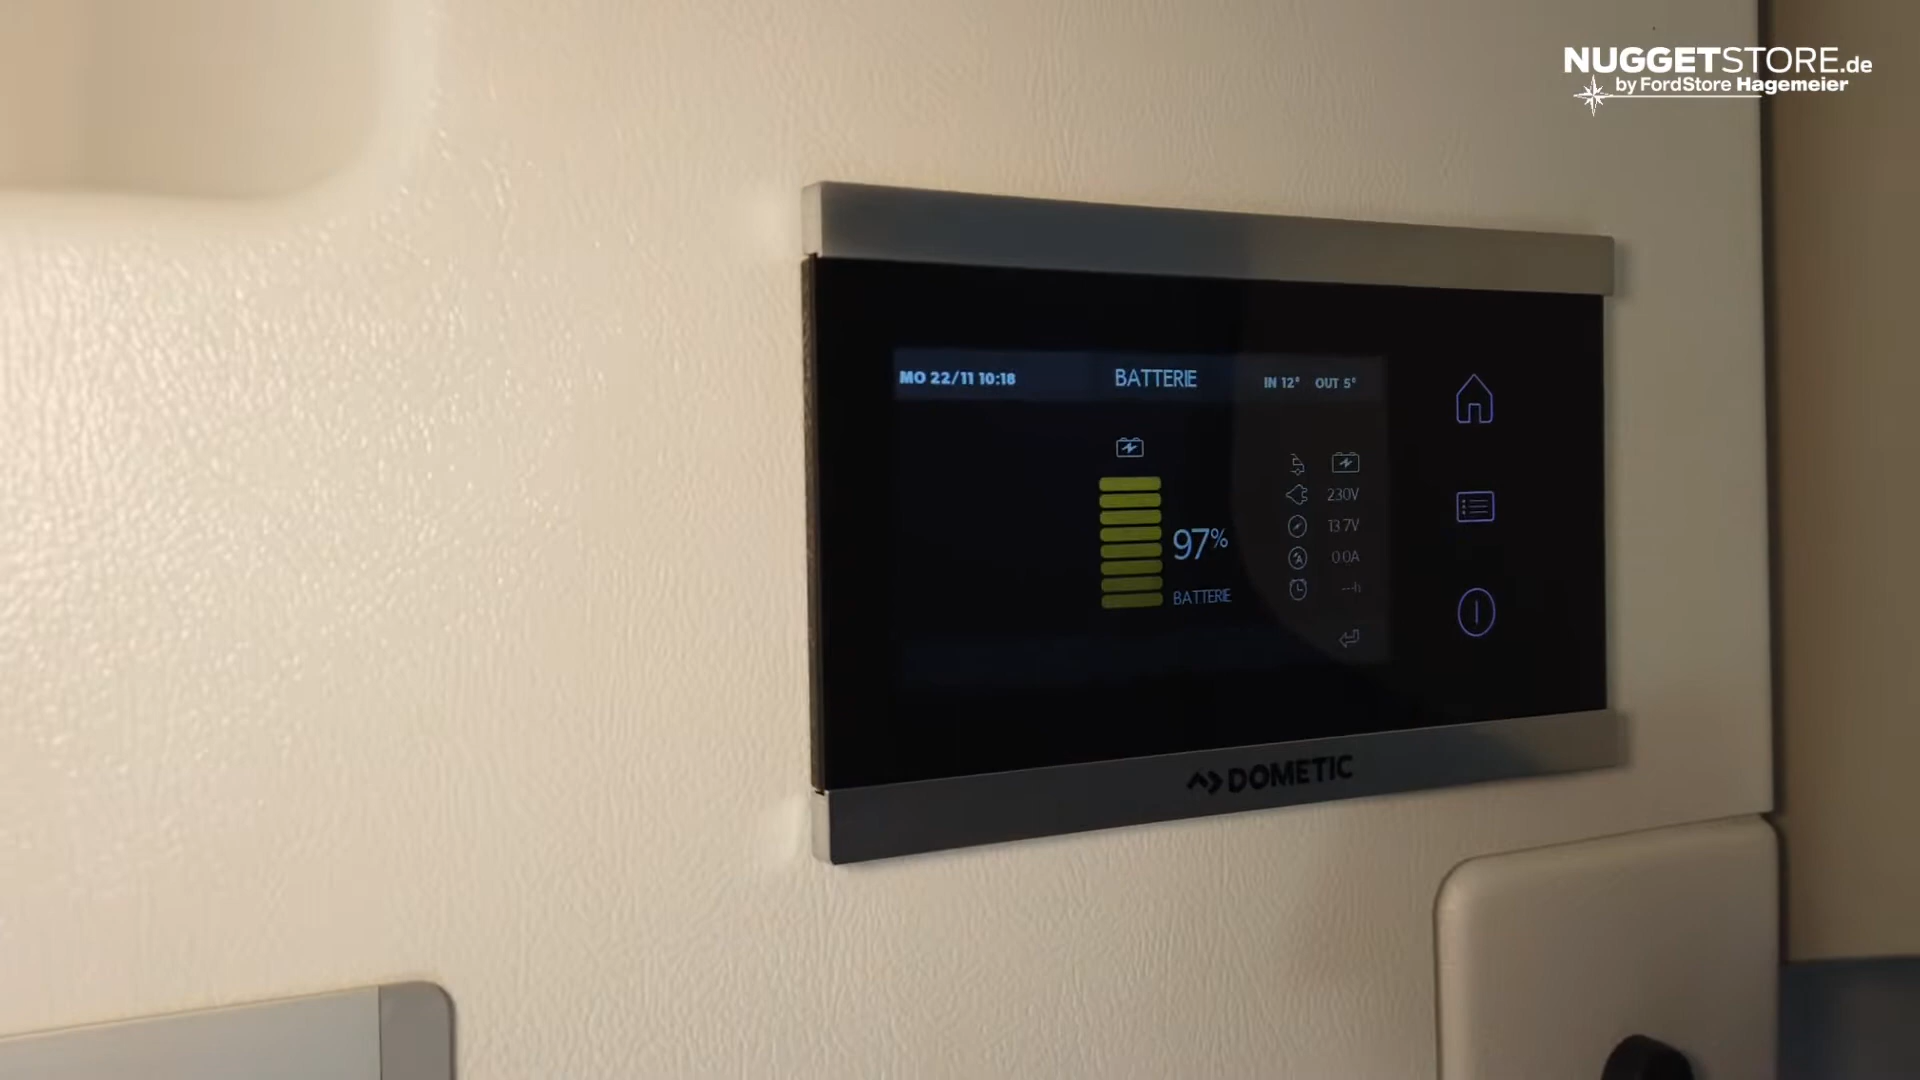 NUGGETSTORE.de
by FordStore Hagemeier
MO 22/11 10:18
BATTERIE
IN 12° OUT 5°
230V
13.7V
97%
0.0A
BATTERIE
---h
DOMETIC